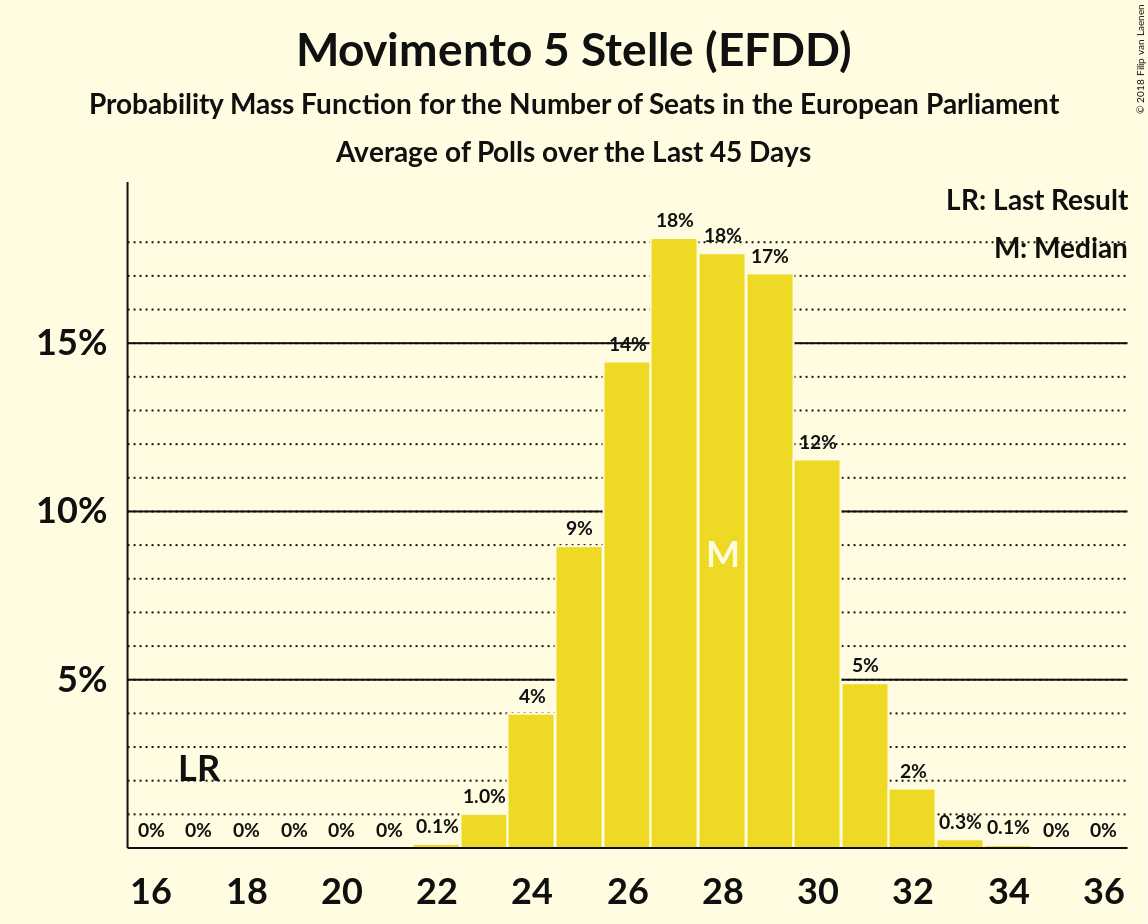 Movimento 5 Stelle (EFDD)
Probability Mass Function for the Number of Seats in the European Parliament
Average of Polls over the Last 45 Days
© 2018 Filip van Laenen
LR: Last Result
M: Median
18%
18%
17%
15%
14%
12%
10%
9%
M
5%
5%
4%
LR
2%
1.0%
0% 0% 0% 0% 0% 0% 0.1% 0.3% 0.1% 0% 0%
16 18 20 22 24 26 28 30 32 34 36